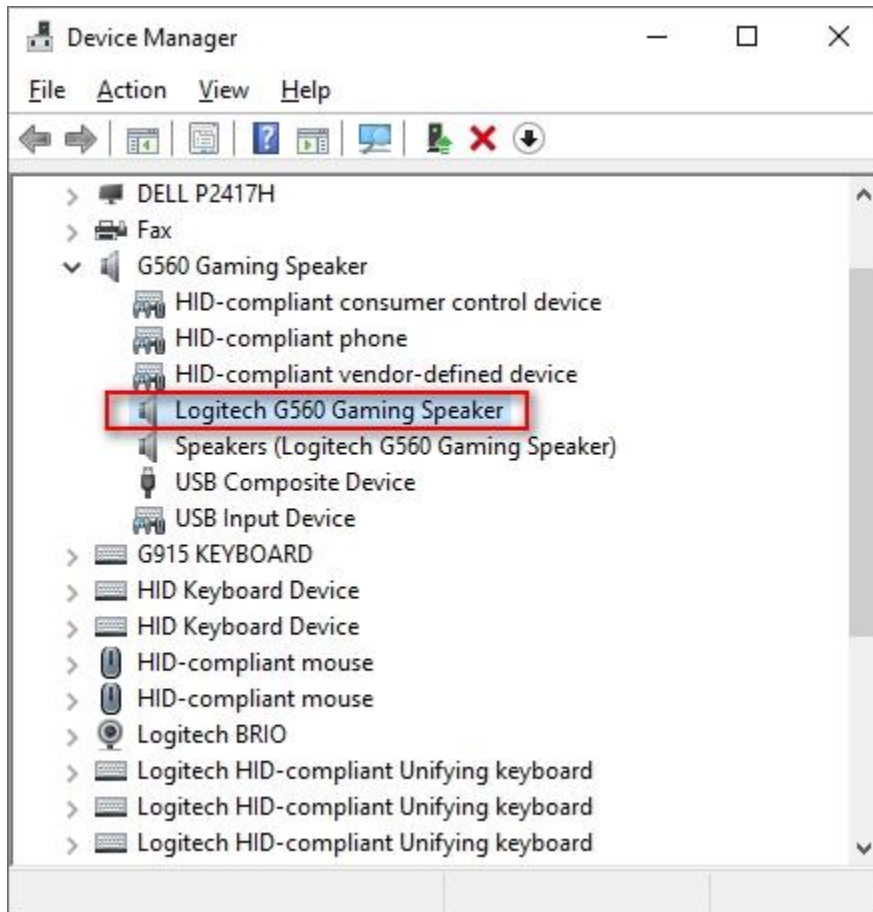 Device Manager
File Action View Help
DELL P2417H
Fax
G560 Gaming Speaker
HID-compliant consumer control device
HID-compliant phone
HID-compliant vendor-defined device
Logitech G560 Gaming Speaker
Speakers (Logitech G560 Gaming Speaker)
USB Composite Device
USB Input Device
G915 KEYBOARD
HID Keyboard Device
HID Keyboard Device
HID-compliant mouse
HID-compliant mouse
Logitech BRIO
Logitech HID-compliant Unifying keyboard
Logitech HID-compliant Unifying keyboard
Logitech HID-compliant Unifying keyboard